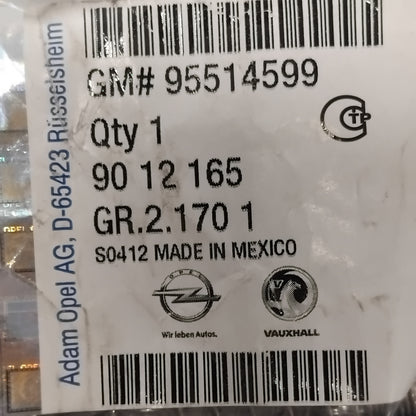 Adam Opel AG, D-65423 Rüsselsheim
GM# 95514599
Qty 1
90 12 165
GR.2.170 1
S0412 MADE IN MEXICO
OPEL
Wir leben Autos.
VAUXHALL